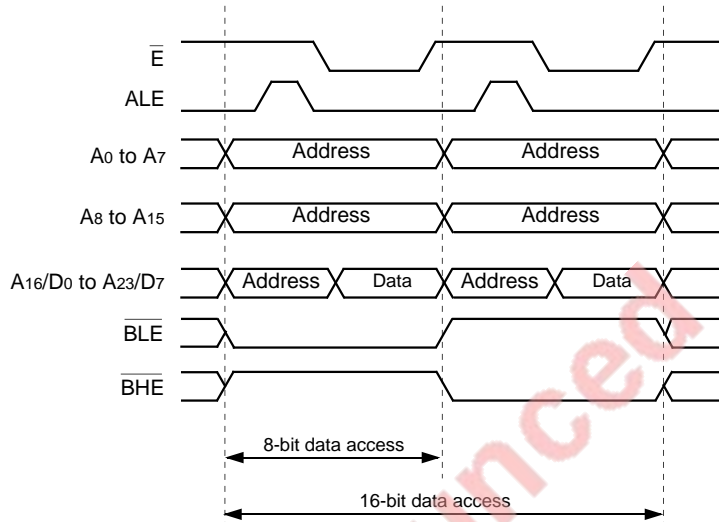 E
ALE
A0 to A7 Address Address
A8 to A15 Address Address
A16/D0 to A23/D7 Address Data Address Data
BLE
BHE
8-bit data access
16-bit data access